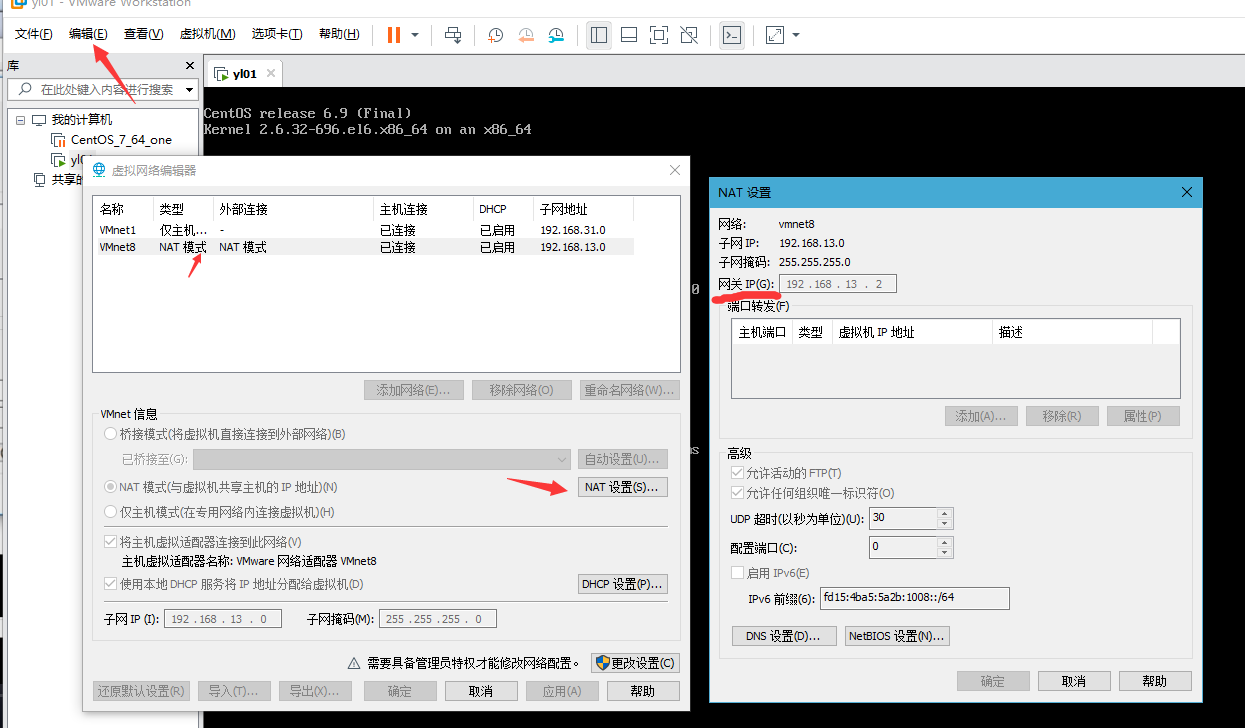 yl01 - VMware Workstation
文件(F) 编辑(E) 查看(V) 虚拟机(M) 选项卡(T) 帮助(H)
库
在此处键入内容进行搜索
我的计算机
CentOS_7_64_one
yl01
共享的
yl01
CentOS release 6.9 (Final)
Kernel 2.6.32-696.el6.x86_64 on an x86_64
虚拟网络编辑器
名称 类型 外部连接 主机连接 DHCP 子网地址
VMnet1 仅主机... - 已连接 已启用 192.168.31.0
VMnet8 NAT 模式 NAT 模式 已连接 已启用 192.168.13.0
添加网络(E)... 移除网络(O) 重命名网络(W)...
VMnet 信息
桥接模式(将虚拟机直接连接到外部网络)(B)
已桥接至(G): 自动设置(U)...
NAT 模式(与虚拟机共享主机的 IP 地址)(N) NAT 设置(S)...
仅主机模式(在专用网络内连接虚拟机)(H)
将主机虚拟适配器连接到此网络(V)
主机虚拟适配器名称: VMware 网络适配器 VMnet8
使用本地 DHCP 服务将 IP 地址分配给虚拟机(D) DHCP 设置(P)...
子网 IP (I): 192 . 168 . 13 . 0 子网掩码(M): 255 . 255 . 255 . 0
需要具备管理员特权才能修改网络配置。 更改设置(C)
还原默认设置(R) 导入(T)... 导出(X)... 确定 取消 应用(A) 帮助
0
ms
NAT 设置
网络: vmnet8
子网 IP: 192.168.13.0
子网掩码: 255.255.255.0
网关 IP(G): 192 . 168 . 13 . 2
端口转发(F)
主机端口 类型 虚拟机 IP 地址 描述
添加(A)... 移除(R) 属性(P)
高级
允许活动的 FTP(T)
允许任何组织唯一标识符(O)
UDP 超时(以秒为单位)(U): 30
配置端口(C): 0
启用 IPv6(E)
IPv6 前缀(6): fd15:4ba5:5a2b:1008::/64
DNS 设置(D)... NetBIOS 设置(N)...
确定 取消 帮助